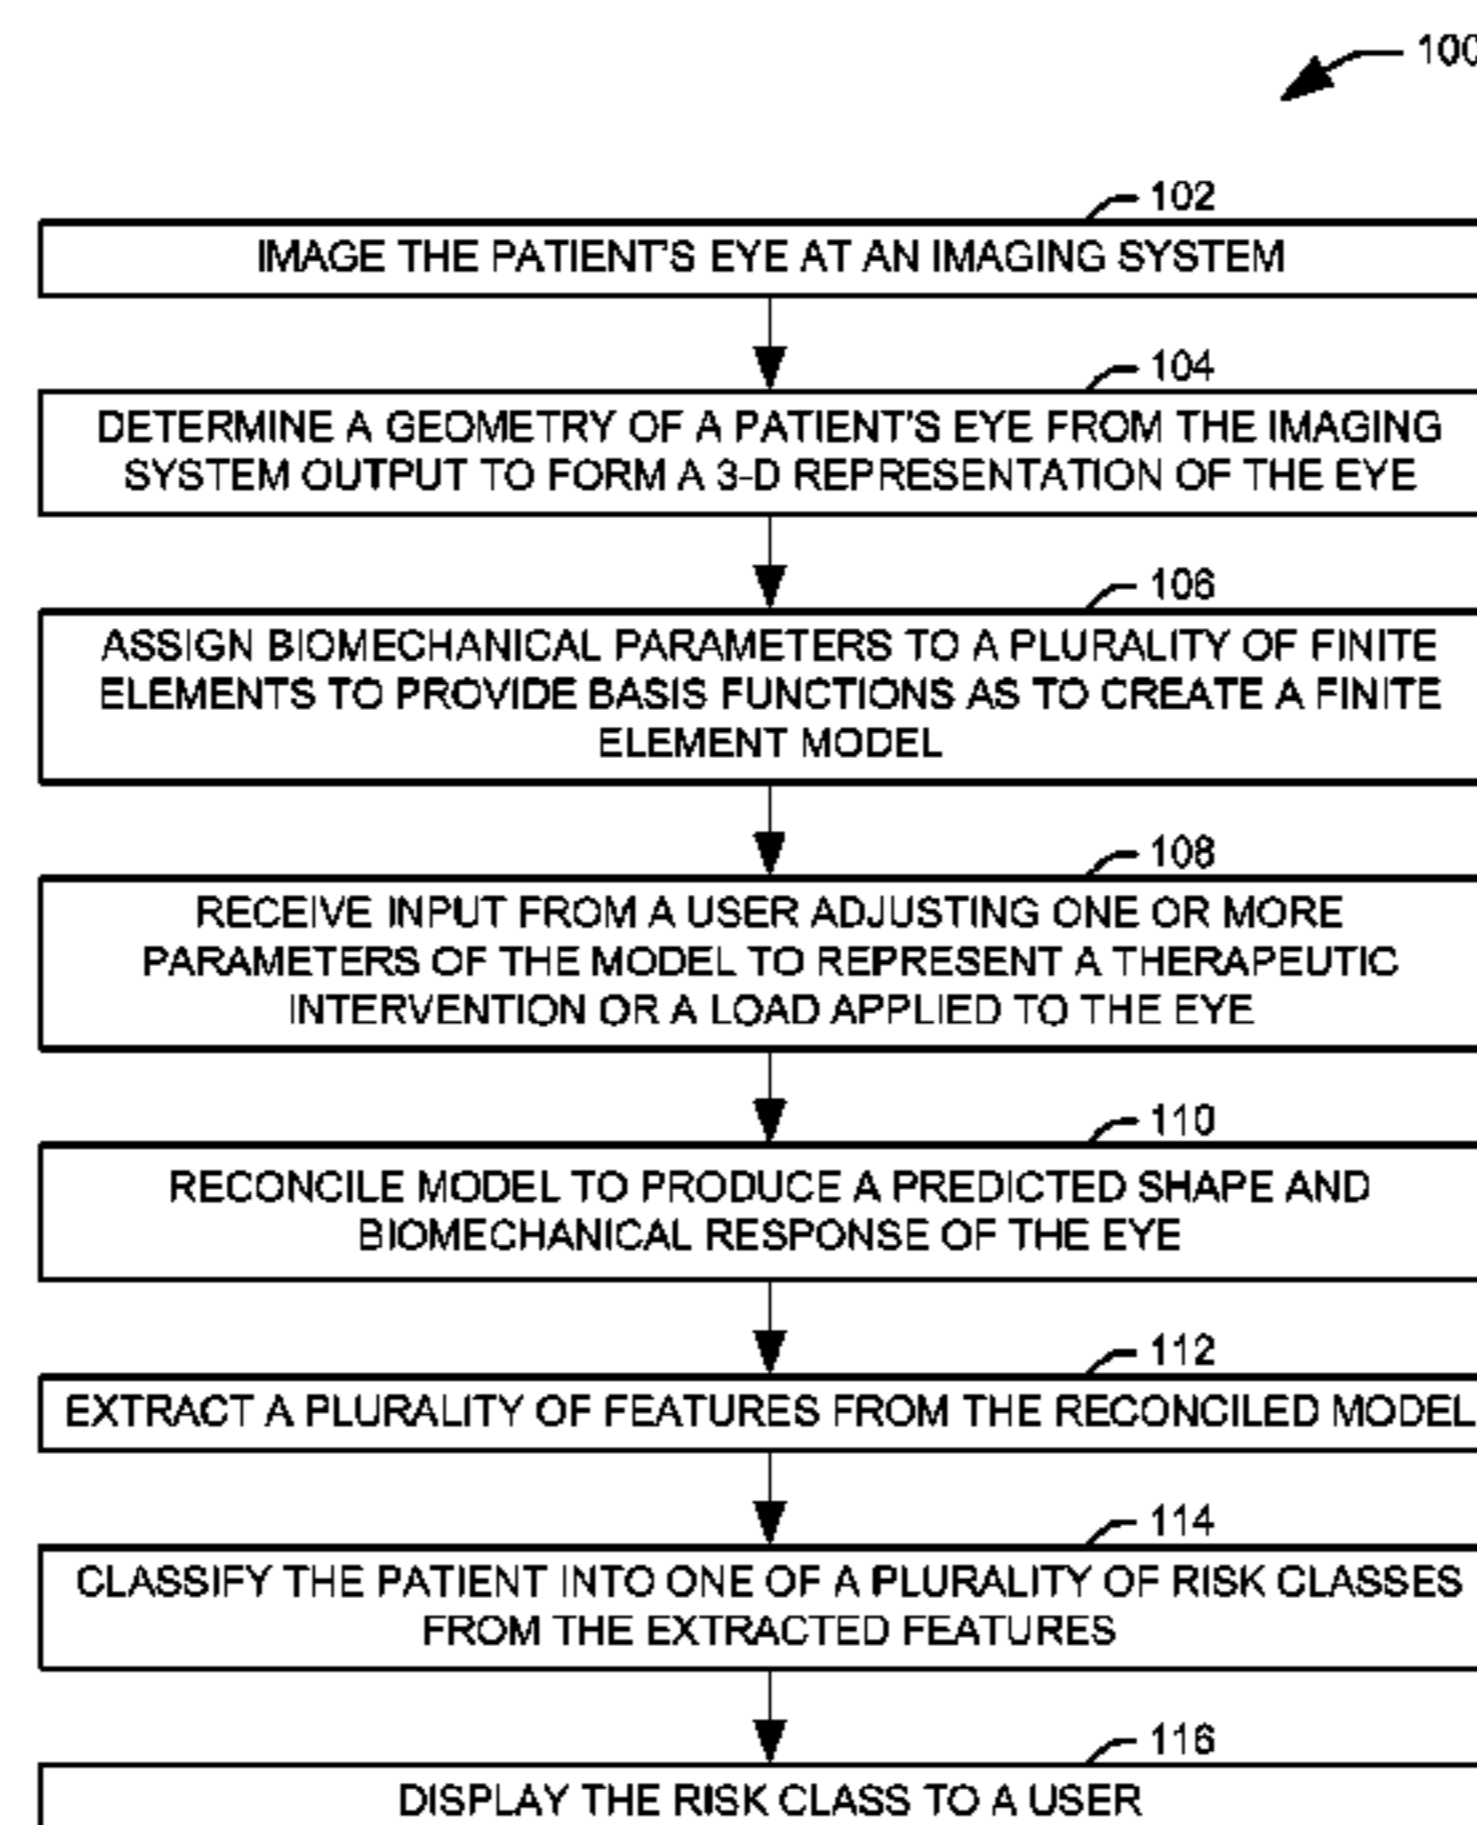 100
102
IMAGE THE PATIENT'S EYE AT AN IMAGING SYSTEM
104
DETERMINE A GEOMETRY OF A PATIENT'S EYE FROM THE IMAGING
SYSTEM OUTPUT TO FORM A 3-D REPRESENTATION OF THE EYE
106
ASSIGN BIOMECHANICAL PARAMETERS TO A PLURALITY OF FINITE
ELEMENTS TO PROVIDE BASIS FUNCTIONS AS TO CREATE A FINITE
ELEMENT MODEL
108
RECEIVE INPUT FROM A USER ADJUSTING ONE OR MORE
PARAMETERS OF THE MODEL TO REPRESENT A THERAPEUTIC
INTERVENTION OR A LOAD APPLIED TO THE EYE
110
RECONCILE MODEL TO PRODUCE A PREDICTED SHAPE AND
BIOMECHANICAL RESPONSE OF THE EYE
112
EXTRACT A PLURALITY OF FEATURES FROM THE RECONCILED MODEL
114
CLASSIFY THE PATIENT INTO ONE OF A PLURALITY OF RISK CLASSES
FROM THE EXTRACTED FEATURES
116
DISPLAY THE RISK CLASS TO A USER